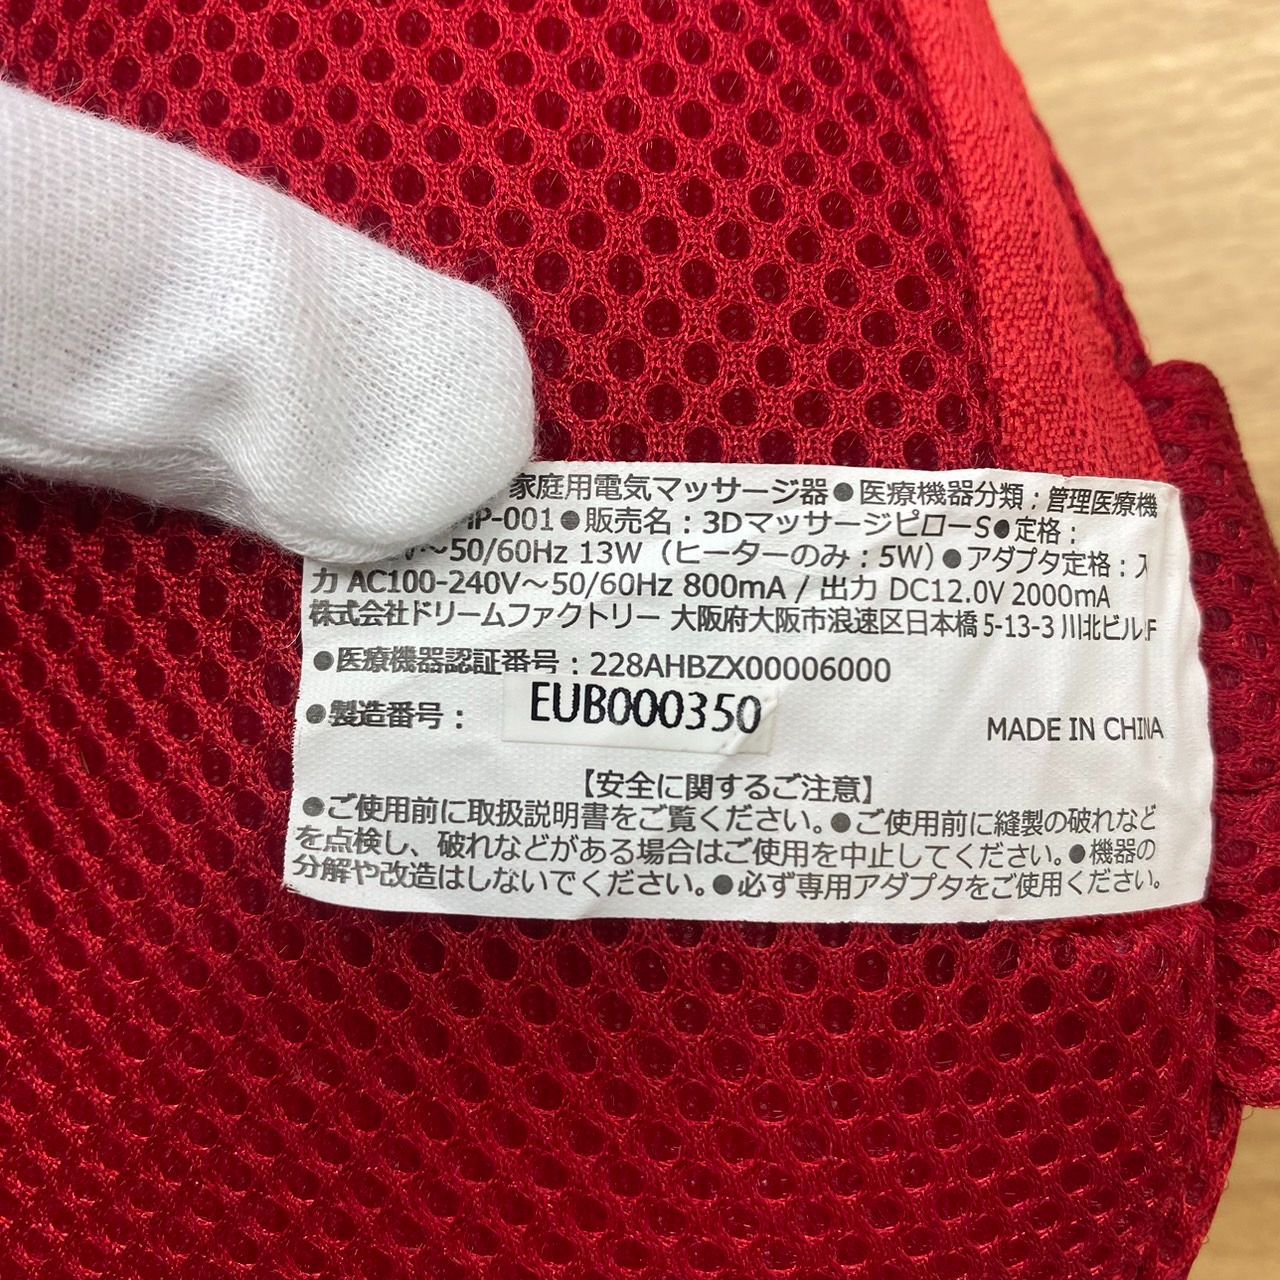 家庭用電気マッサージ器●医療機器分類：管理医療機
P-001●販売名：3DマッサージピローS●定格：
～50/60Hz 13W（ヒーターのみ：5W）●アダプタ定格：入
力 AC100-240V～50/60Hz 800mA / 出力 DC12.0V 2000mA
株式会社ドリームファクトリー 大阪府大阪市浪速区日本橋 5-13-3 川北ビル
●医療機器認証番号：228AHBZX00006000
●製造番号： EUB000350 MADE IN CHINA
【安全に関するご注意】
●ご使用前に取扱説明書をご覧ください。●ご使用前に縫製の破れなど
を点検し、破れなどがある場合はご使用を中止してください。●機器の
分解や改造はしないでください。●必ず専用アダプタをご使用ください。